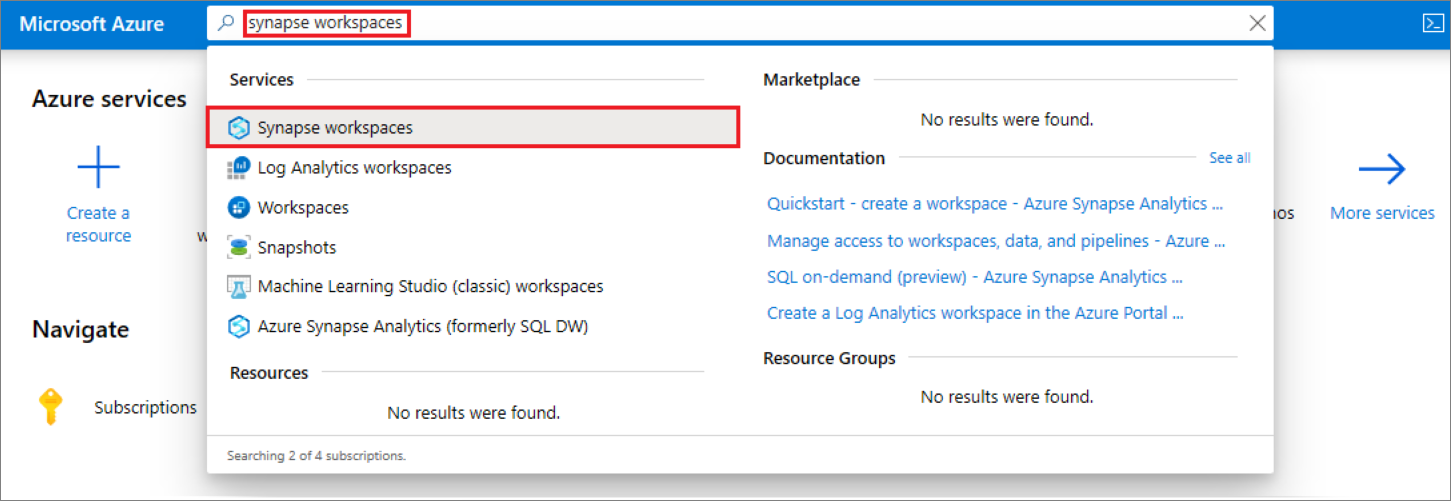 Microsoft Azure
synapse workspaces
Azure services
Create a
resource
w
Navigate
Subscriptions
Services
Synapse workspaces
Log Analytics workspaces
Workspaces
Snapshots
Machine Learning Studio (classic) workspaces
Azure Synapse Analytics (formerly SQL DW)
Resources
No results were found.
Marketplace
No results were found.
Documentation
See all
Quickstart - create a workspace - Azure Synapse Analytics ...
Manage access to workspaces, data, and pipelines - Azure ...
SQL on-demand (preview) - Azure Synapse Analytics ...
Create a Log Analytics workspace in the Azure Portal ...
Resource Groups
No results were found.
Searching 2 of 4 subscriptions.
More services